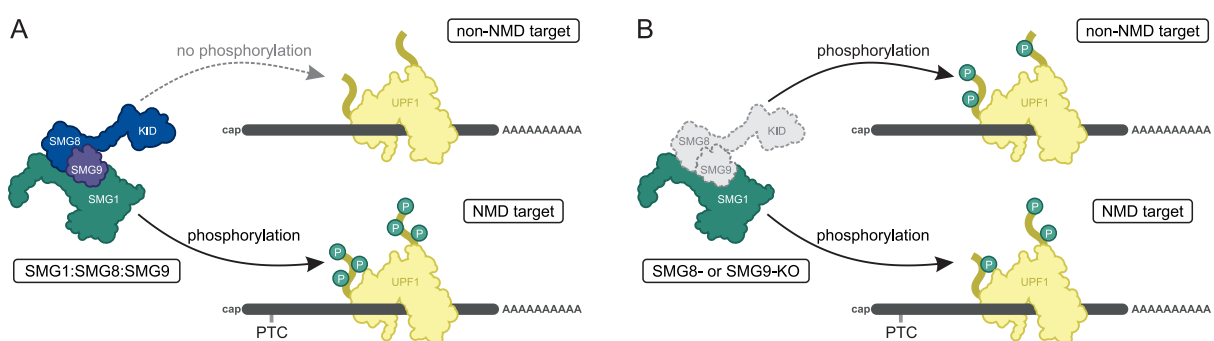 A
no phosphorylation
non-NMD target
SMG8
KID
SMG9
SMG1
UPF1
cap
AAAAAAAAAA
phosphorylation
NMD target
P
P
P
P
P
P
UPF1
SMG1:SMG8:SMG9
cap
AAAAAAAAAA
PTC
B
phosphorylation
non-NMD target
P
P
P
SMG8
KID
SMG9
SMG1
UPF1
cap
AAAAAAAAAA
phosphorylation
NMD target
P
P
P
UPF1
SMG8- or SMG9-KO
cap
AAAAAAAAAA
PTC